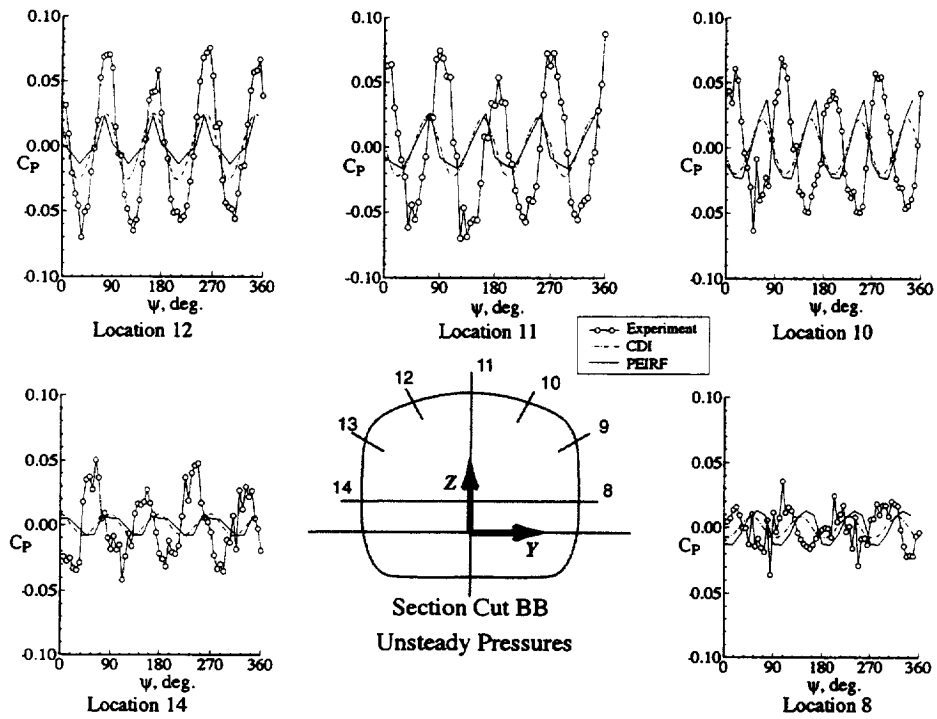 0.10
0.05
0.00
CP
-0.05
-0.10
0 90 180 270 360
ψ, deg.
Location 12
0.10
0.05
0.00
CP
-0.05
-0.10
0 90 180 270 360
ψ, deg.
Location 11
0.10
0.05
0.00
CP
-0.05
-0.10
0 90 180 270 360
ψ, deg.
Location 10
Experiment
CDI
PEIRF
0.10
0.05
0.00
CP
-0.05
-0.10
0 90 180 270 360
ψ, deg.
Location 14
11
12
10
13
9
14
8
Z
Y
Section Cut BB
Unsteady Pressures
0.10
0.05
0.00
CP
-0.05
-0.10
0 90 180 270 360
ψ, deg.
Location 8